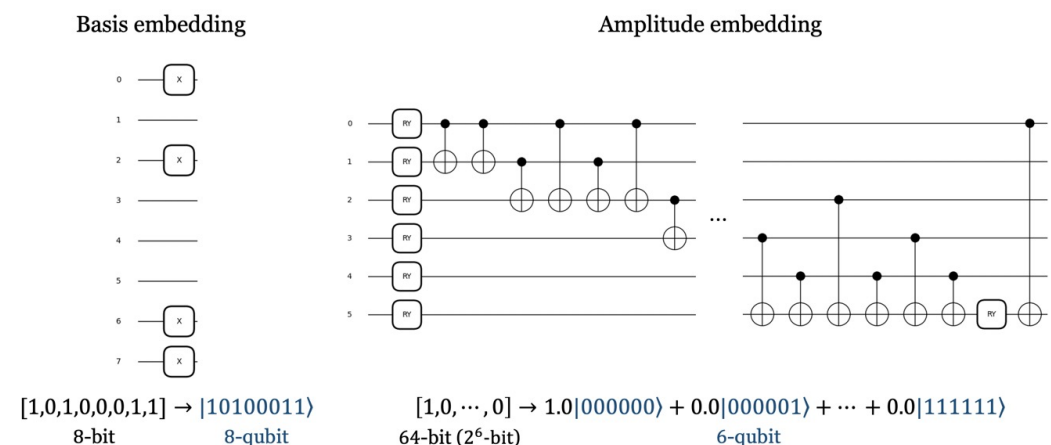 Basis embedding
Amplitude embedding
0 X
1
2 X
3
4
5
6 X
7 X
0 RY
1 RY
2 RY
3 RY
4 RY
5 RY
...
RY
[1,0,1,0,0,0,1,1] → |10100011⟩
8-bit 8-qubit
[1,0,⋯,0] → 1.0|000000⟩ + 0.0|000001⟩ + ⋯ + 0.0|111111⟩
64-bit (2⁶-bit) 6-qubit